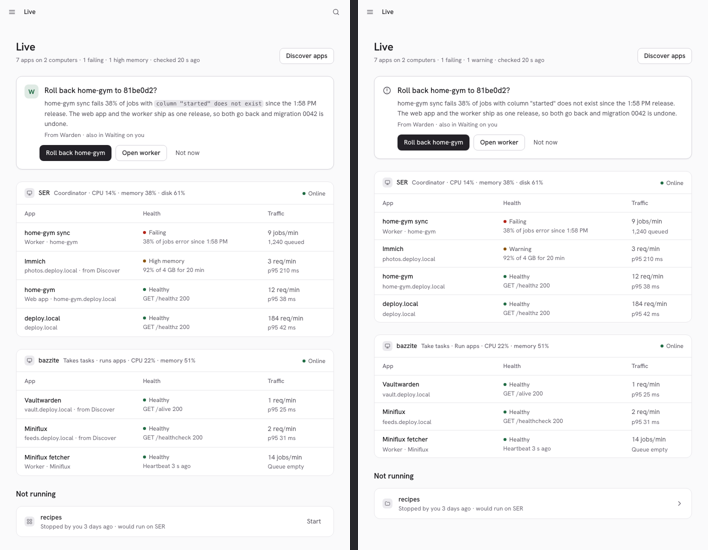 Live
Live
7 apps on 2 computers · 1 failing · 1 high memory · checked 20 s ago
Discover apps
W
Roll back home-gym to 81be0d2?
home-gym sync fails 38% of jobs with column "started" does not exist since the 1:58 PM
release. The web app and the worker ship as one release, so both go back and migration 0042 is
undone.
From Warden · also in Waiting on you
Roll back home-gym
Open worker
Not now
SER Coordinator · CPU 14% · memory 38% · disk 61%
Online
App Health Traffic
home-gym sync Failing 9 jobs/min
Worker · home-gym 38% of jobs error since 1:58 PM 1,240 queued
Immich High memory 3 req/min
photos.deploy.local · from Discover 92% of 4 GB for 20 min p95 210 ms
home-gym Healthy 12 req/min
Web app · home-gym.deploy.local GET /healthz 200 p95 38 ms
deploy.local Healthy 184 req/min
deploy.local GET /healthz 200 p95 42 ms
bazzite Takes tasks · runs apps · CPU 22% · memory 51%
Online
App Health Traffic
Vaultwarden Healthy 1 req/min
vault.deploy.local · from Discover GET /alive 200 p95 25 ms
Miniflux Healthy 2 req/min
feeds.deploy.local · from Discover GET /healthcheck 200 p95 31 ms
Miniflux fetcher Healthy 14 jobs/min
Worker · Miniflux Heartbeat 3 s ago Queue empty
Not running
recipes
Stopped by you 3 days ago · would run on SER
Start
Live
Live
7 apps on 2 computers · 1 failing · 1 warning · checked 20 s ago
Discover apps
Roll back home-gym to 81be0d2?
home-gym sync fails 38% of jobs with column "started" does not exist since the 1:58 PM release.
The web app and the worker ship as one release, so both go back and migration 0042 is undone.
From Warden · also in Waiting on you
Roll back home-gym
Open worker
Not now
SER Coordinator · CPU 14% · memory 38% · disk 61%
Online
App Health Traffic
home-gym sync Failing 9 jobs/min
Worker · home-gym 38% of jobs error since 1:58 PM 1,240 queued
Immich Warning 3 req/min
photos.deploy.local 92% of 4 GB for 20 min p95 210 ms
home-gym Healthy 12 req/min
home-gym.deploy.local GET /healthz 200 p95 38 ms
deploy.local Healthy 184 req/min
deploy.local GET /healthz 200 p95 42 ms
bazzite Take tasks · Run apps · CPU 22% · memory 51%
Online
App Health Traffic
Vaultwarden Healthy 1 req/min
vault.deploy.local GET /alive 200 p95 25 ms
Miniflux Healthy 2 req/min
feeds.deploy.local GET /healthcheck 200 p95 31 ms
Miniflux fetcher Healthy 14 jobs/min
Worker · Miniflux Heartbeat 3 s ago Queue empty
Not running
recipes
Stopped by you 3 days ago · would run on SER